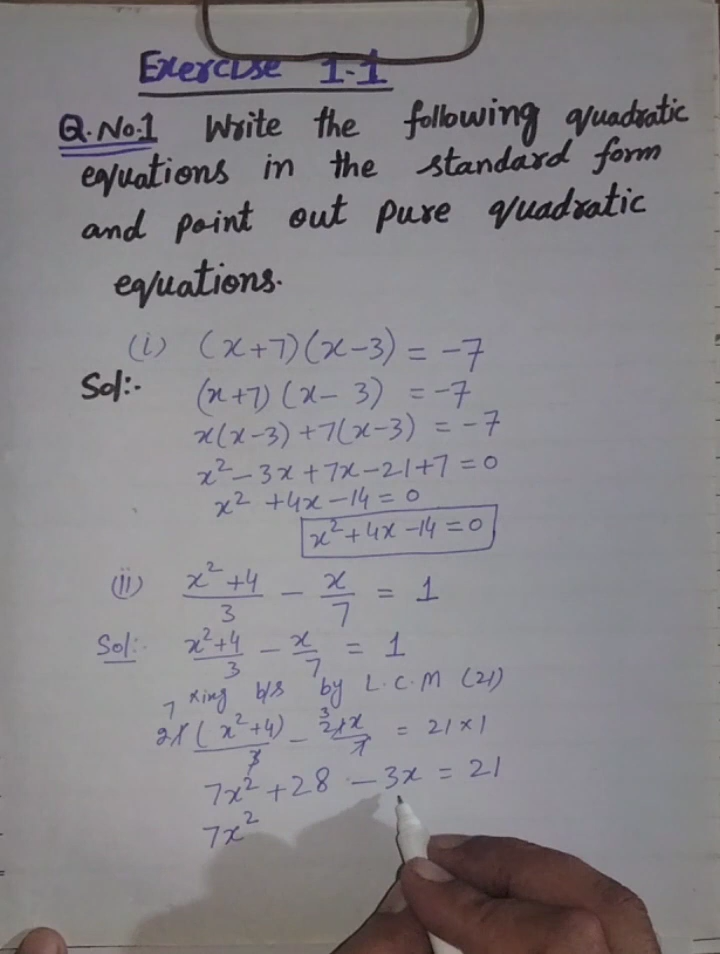 Exercise 1.1
Q.No.1 Write the following quadratic
equations in the standard form
and point out pure quadratic
equations.
(i) (x+7)(x-3) = -7
Sol:- (x+7) (x- 3) = -7
x(x-3) +7(x-3) = -7
x² - 3x + 7x - 21 + 7 = 0
x² + 4x - 14 = 0
x² + 4x - 14 = 0
(ii) (x² + 4)/3 - x/7 = 1
Sol:- (x² + 4)/3 - x/7 = 1
xing b/s by L.C.M (21)
7 21(x² + 4)/3 - 3 21x/7 = 21 × 1
7x² + 28 - 3x = 21
7x²